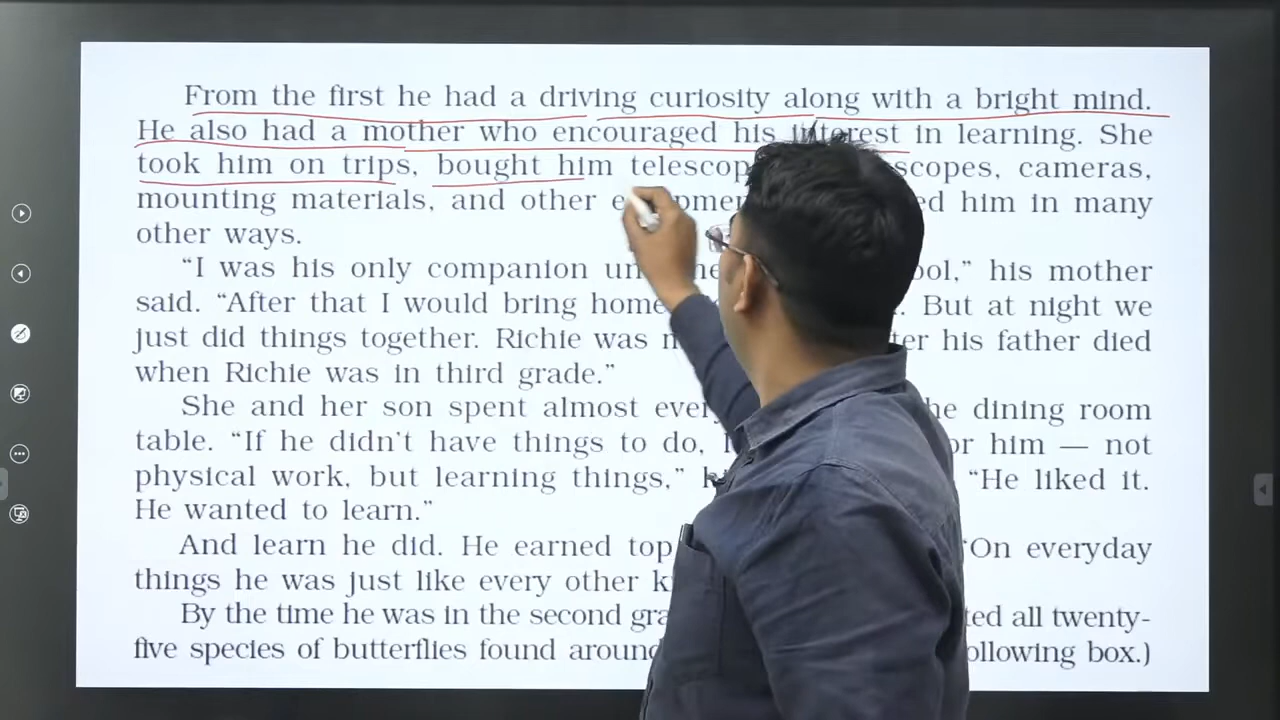 From the first he had a driving curiosity along with a bright mind.
He also had a mother who encouraged his interest in learning. She
took him on trips, bought him telescop scopes, cameras,
mounting materials, and other e pmen ed him in many
other ways.
“I was his only companion un he ool,” his mother
said. “After that I would bring home . But at night we
just did things together. Richie was m ter his father died
when Richie was in third grade.”
She and her son spent almost ever he dining room
table. “If he didn’t have things to do, I or him — not
physical work, but learning things,” hi “He liked it.
He wanted to learn.”
And learn he did. He earned top “On everyday
things he was just like every other k
By the time he was in the second gra ted all twenty-
five species of butterflies found around ollowing box.)